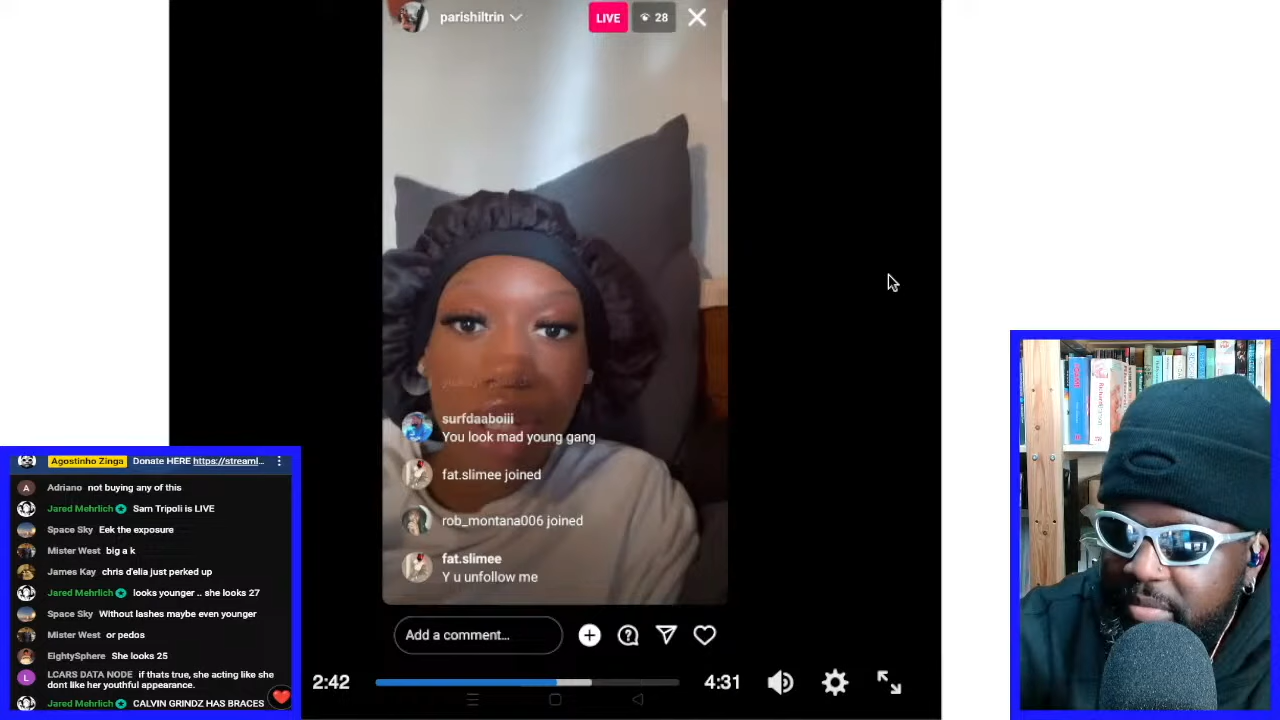 parishiltrin
LIVE
28
surfdaaboiii
You look mad young gang
fat.slimee joined
rob_montana006 joined
fat.slimee
Y u unfollow me
Add a comment...
2:42
4:31
Agostinho Zinga Donate HERE https://streaml...
Adriano not buying any of this
Jared Mehrlich Sam Tripoli is LIVE
Space Sky Eek the exposure
Mister West big a k
James Kay chris d'elia just perked up
Jared Mehrlich looks younger .. she looks 27
Space Sky Without lashes maybe even younger
Mister West or pedos
EightySphere She looks 25
LCARS DATA NODE if thats true, she acting like she
dont like her youthful appearance.
Jared Mehrlich CALVIN GRINDZ HAS BRACES